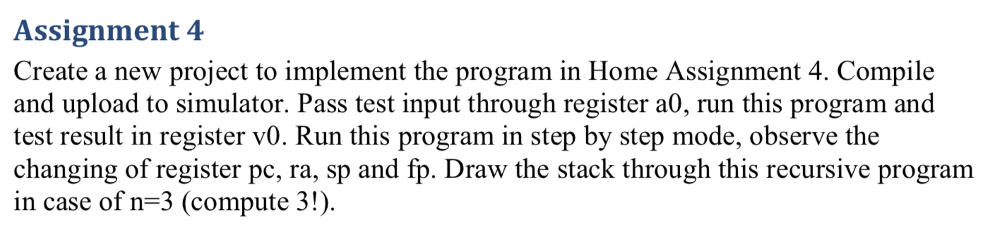 Assignment 4
Create a new project to implement the program in Home Assignment 4. Compile
and upload to simulator. Pass test input through register a0, run this program and
test result in register v0. Run this program in step by step mode, observe the
changing of register pc, ra, sp and fp. Draw the stack through this recursive program
in case of n=3 (compute 3!).